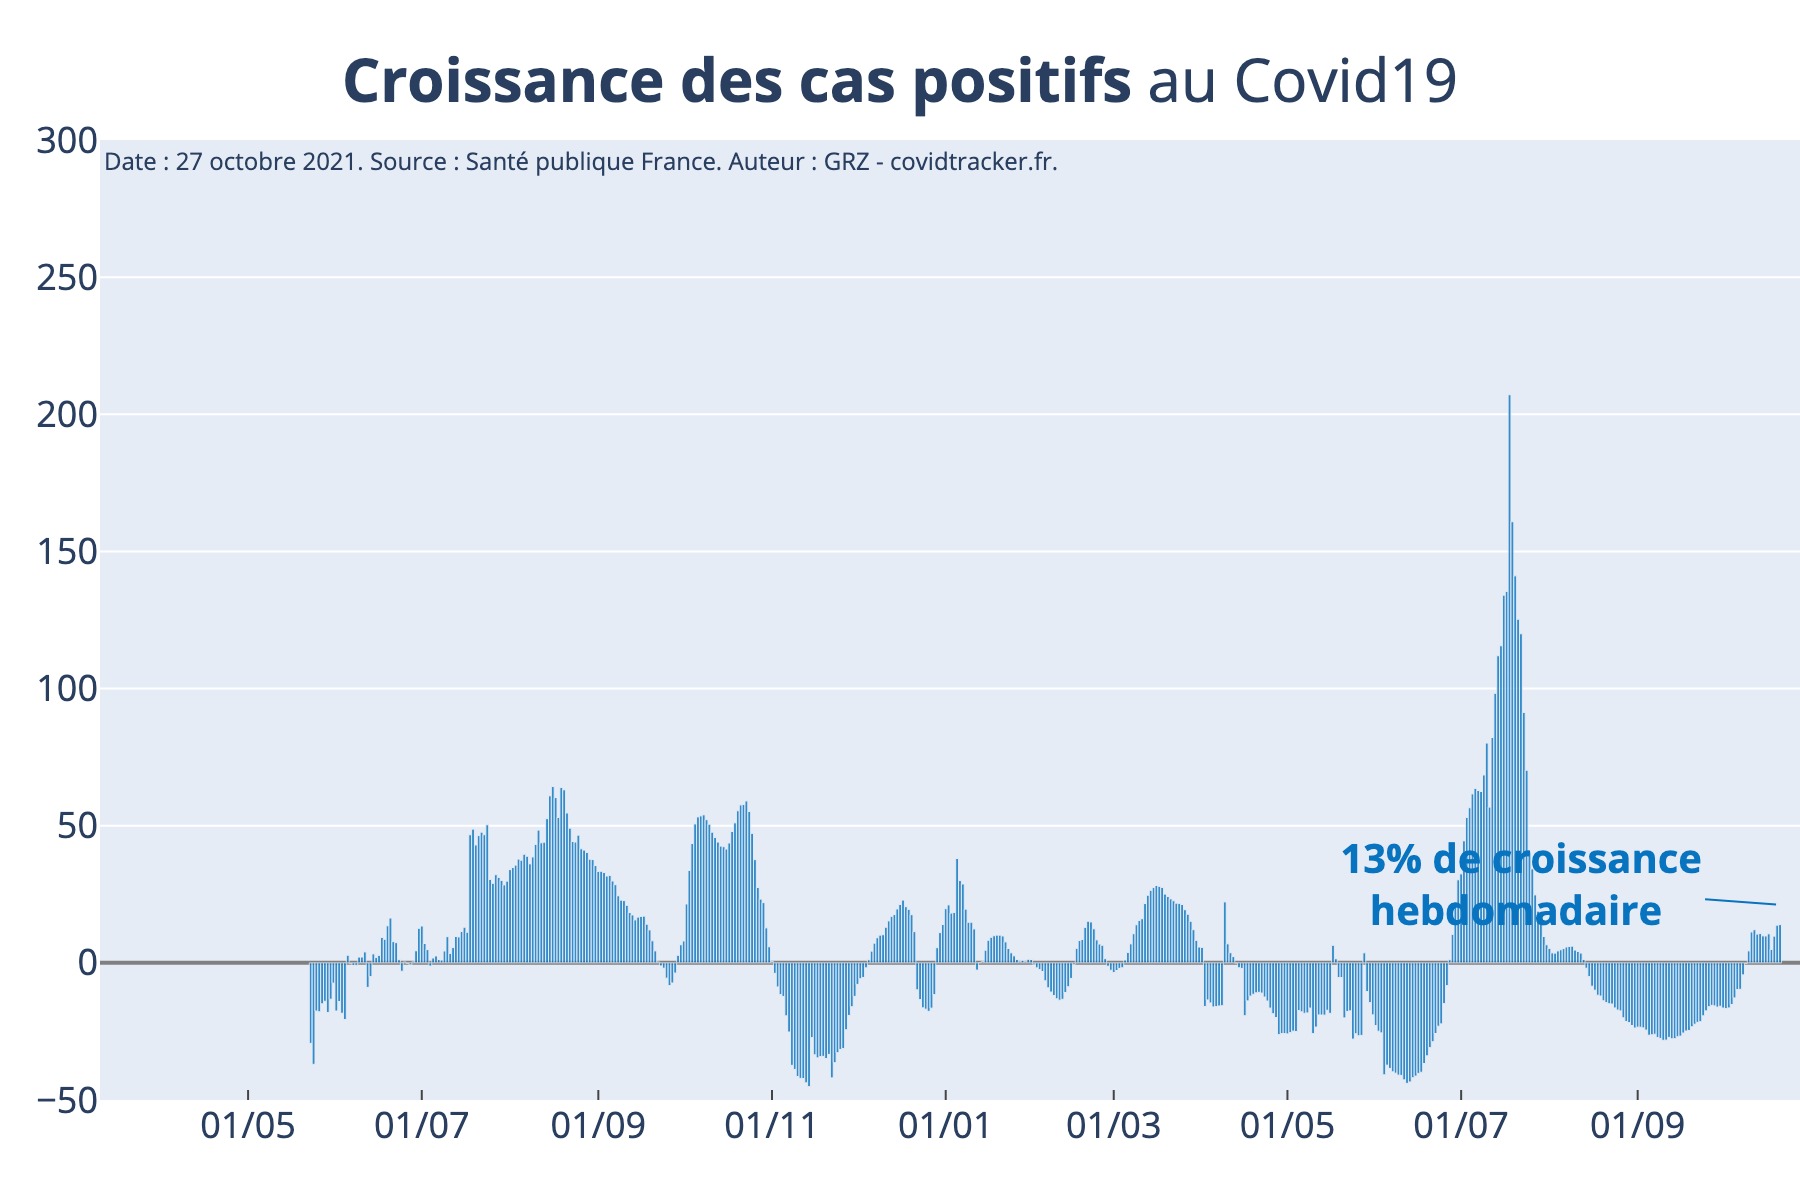 Croissance des cas positifs au Covid19
300
Date : 27 octobre 2021. Source : Santé publique France. Auteur : GRZ - covidtracker.fr.
250
200
150
100
50
13% de croissance
hebdomadaire
0
−50
01/05 01/07 01/09 01/11 01/01 01/03 01/05 01/07 01/09